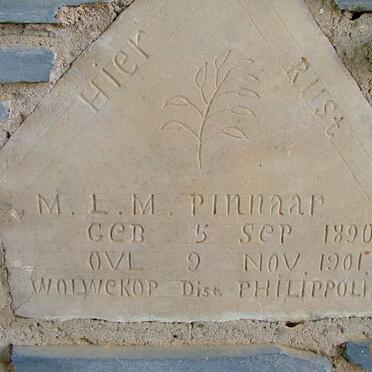 Hier Rust
M. L. M. Pinnaar
GEB 5 SEP 1890
OVL 9 NOV 1901
WOLWEKOP Dist PHILIPPOLI